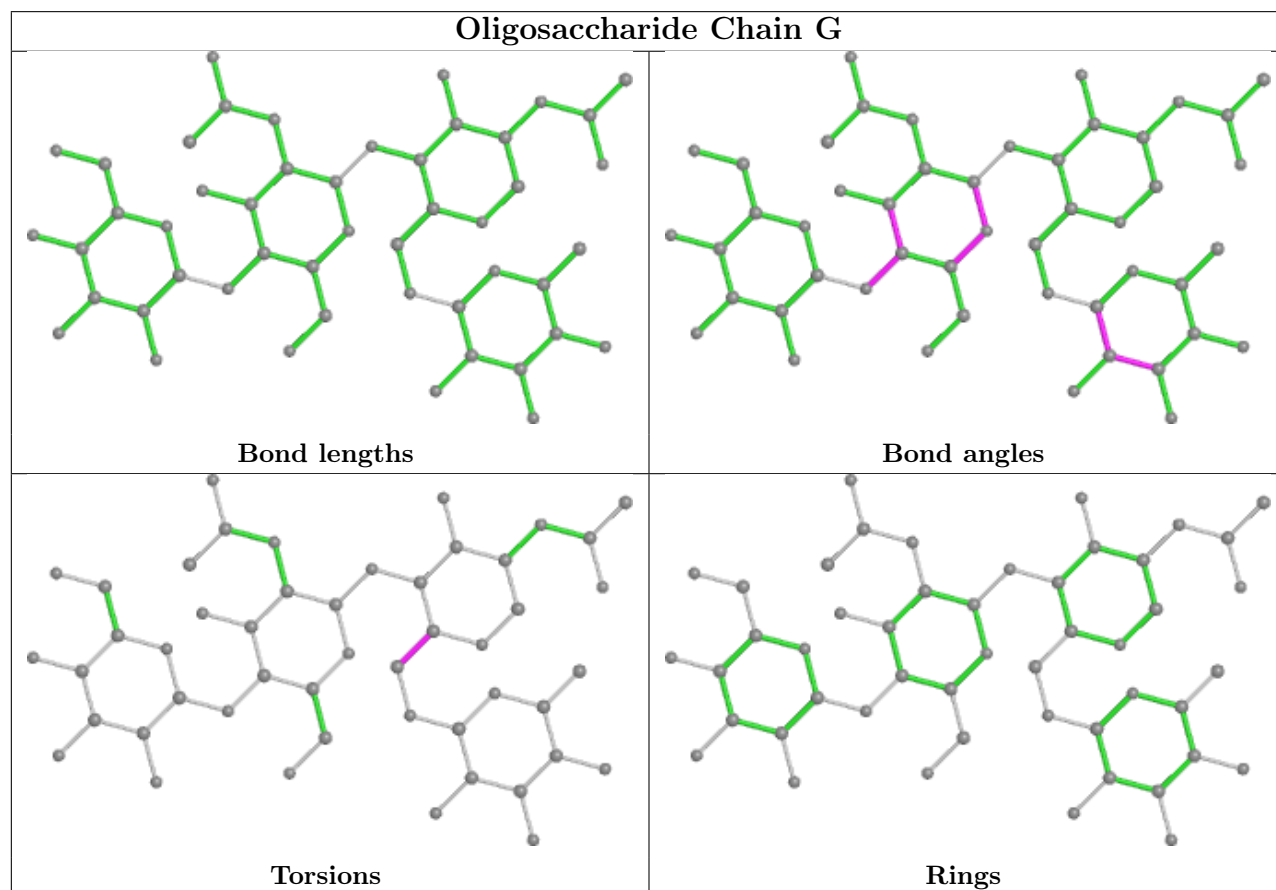 Oligosaccharide Chain G
Bond lengths
Bond angles
Torsions
Rings